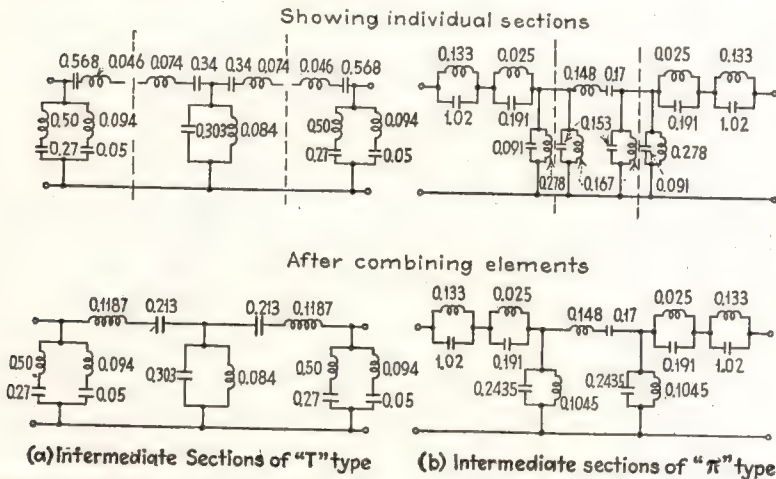 Showing individual sections
0.568 0.046 0.074 0.34 0.34 0.074 0.046 0.568
0.50 0.094 0.303 0.084 0.50 0.094
0.27 0.05 0.27 0.05
0.133 0.025 0.148 0.17 0.025 0.133
1.02 0.191 0.153 0.191 1.02
0.091 0.278
0.278 0.167 0.091
After combining elements
0.1187 0.213 0.213 0.1187
0.50 0.094 0.303 0.084 0.50 0.094
0.27 0.05 0.27 0.05
0.133 0.025 0.148 0.17 0.025 0.133
1.02 0.191 0.191 1.02
0.2435 0.1045 0.2435 0.1045
(a) Intermediate Sections of "T" type
(b) Intermediate sections of "π" type